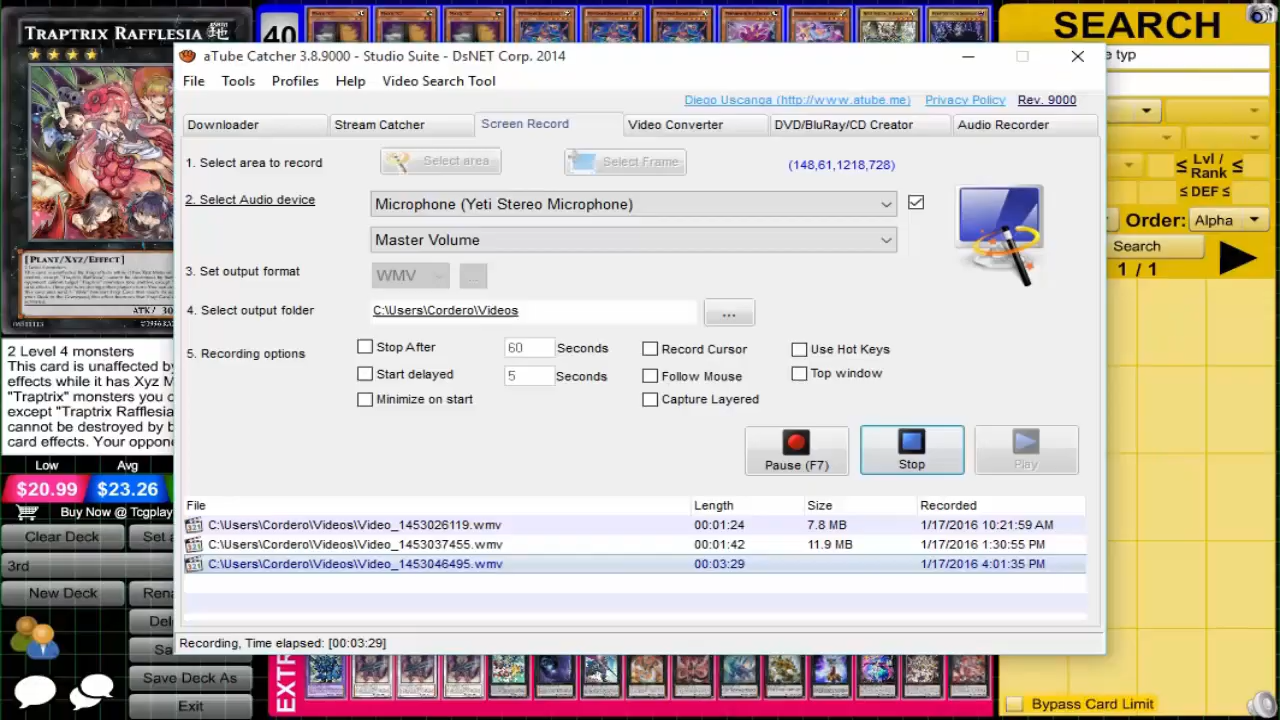 TRAPTRIX RAFFLESIA
地
[PLANT/XYZ/EFFECT]
2 Level 4 monsters
This card is unaffected by
effects while it has Xyz M
"Traptrix" monsters you c
except "Traptrix Rafflesia
cannot be destroyed by b
card effects. Your oppon
Low Avg
$20.99 $23.26
Buy Now @ Tcgplay
Clear Deck Set a
3rd
New Deck Rena
Del
Sa
Save Deck As
Exit
40
EXTR
aTube Catcher 3.8.9000 - Studio Suite - DsNET Corp. 2014
File Tools Profiles Help Video Search Tool
Diego Uscanga (http://www.atube.me) Privacy Policy Rev. 9000
Downloader Stream Catcher Screen Record Video Converter DVD/BluRay/CD Creator Audio Recorder
1. Select area to record Select area Select Frame (148,61,1218,728)
2. Select Audio device Microphone (Yeti Stereo Microphone)
Master Volume
3. Set output format WMV ...
4. Select output folder C:\Users\Cordero\Videos ...
5. Recording options Stop After 60 Seconds Record Cursor Use Hot Keys
Start delayed 5 Seconds Follow Mouse Top window
Minimize on start Capture Layered
Pause (F7) Stop Play
File Length Size Recorded
C:\Users\Cordero\Videos\Video_1453026119.wmv 00:01:24 7.8 MB 1/17/2016 10:21:59 AM
C:\Users\Cordero\Videos\Video_1453037455.wmv 00:01:42 11.9 MB 1/17/2016 1:30:55 PM
C:\Users\Cordero\Videos\Video_1453046495.wmv 00:03:29 1/17/2016 4:01:35 PM
Recording, Time elapsed: [00:03:29]
SEARCH
e typ
≤ Lvl / Rank ≤
≤ DEF ≤
Order: Alpha
Search
1 / 1
Bypass Card Limit